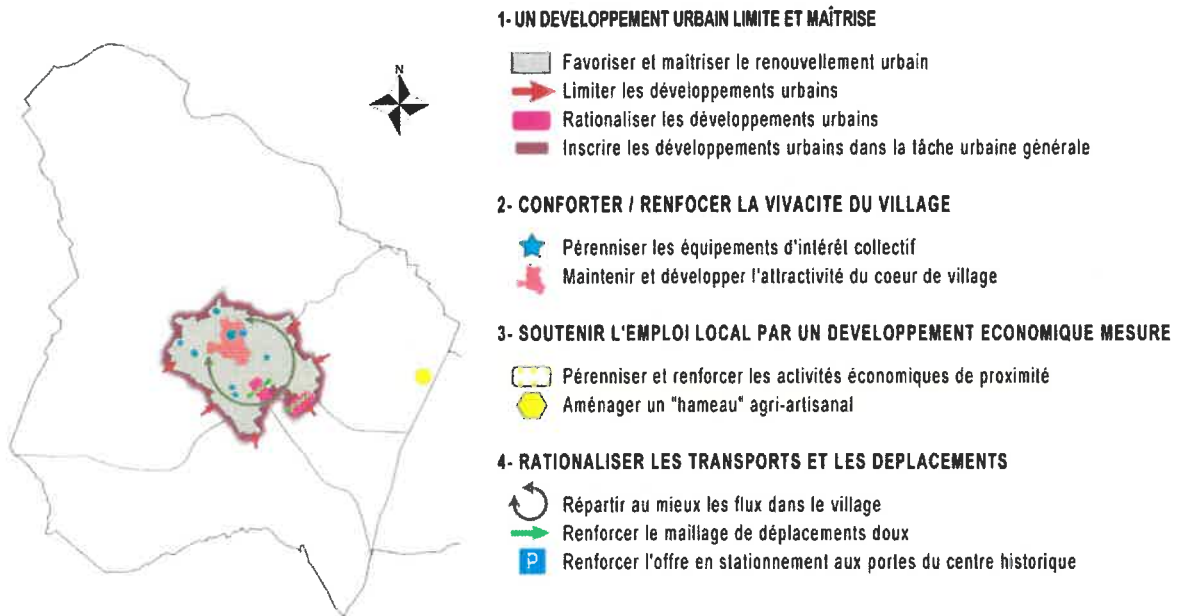 N
1- UN DEVELOPPEMENT URBAIN LIMITE ET MAÎTRISE
Favoriser et maîtriser le renouvellement urbain
Limiter les développements urbains
Rationaliser les développements urbains
Inscrire les développements urbains dans la tâche urbaine générale
2- CONFORTER / RENFOCER LA VIVACITE DU VILLAGE
Pérenniser les équipements d'intérêt collectif
Maintenir et développer l'attractivité du coeur de village
3- SOUTENIR L'EMPLOI LOCAL PAR UN DEVELOPPEMENT ECONOMIQUE MESURE
Pérenniser et renforcer les activités économiques de proximité
Aménager un "hameau" agri-artisanal
4- RATIONALISER LES TRANSPORTS ET LES DEPLACEMENTS
Répartir au mieux les flux dans le village
Renforcer le maillage de déplacements doux
P Renforcer l'offre en stationnement aux portes du centre historique